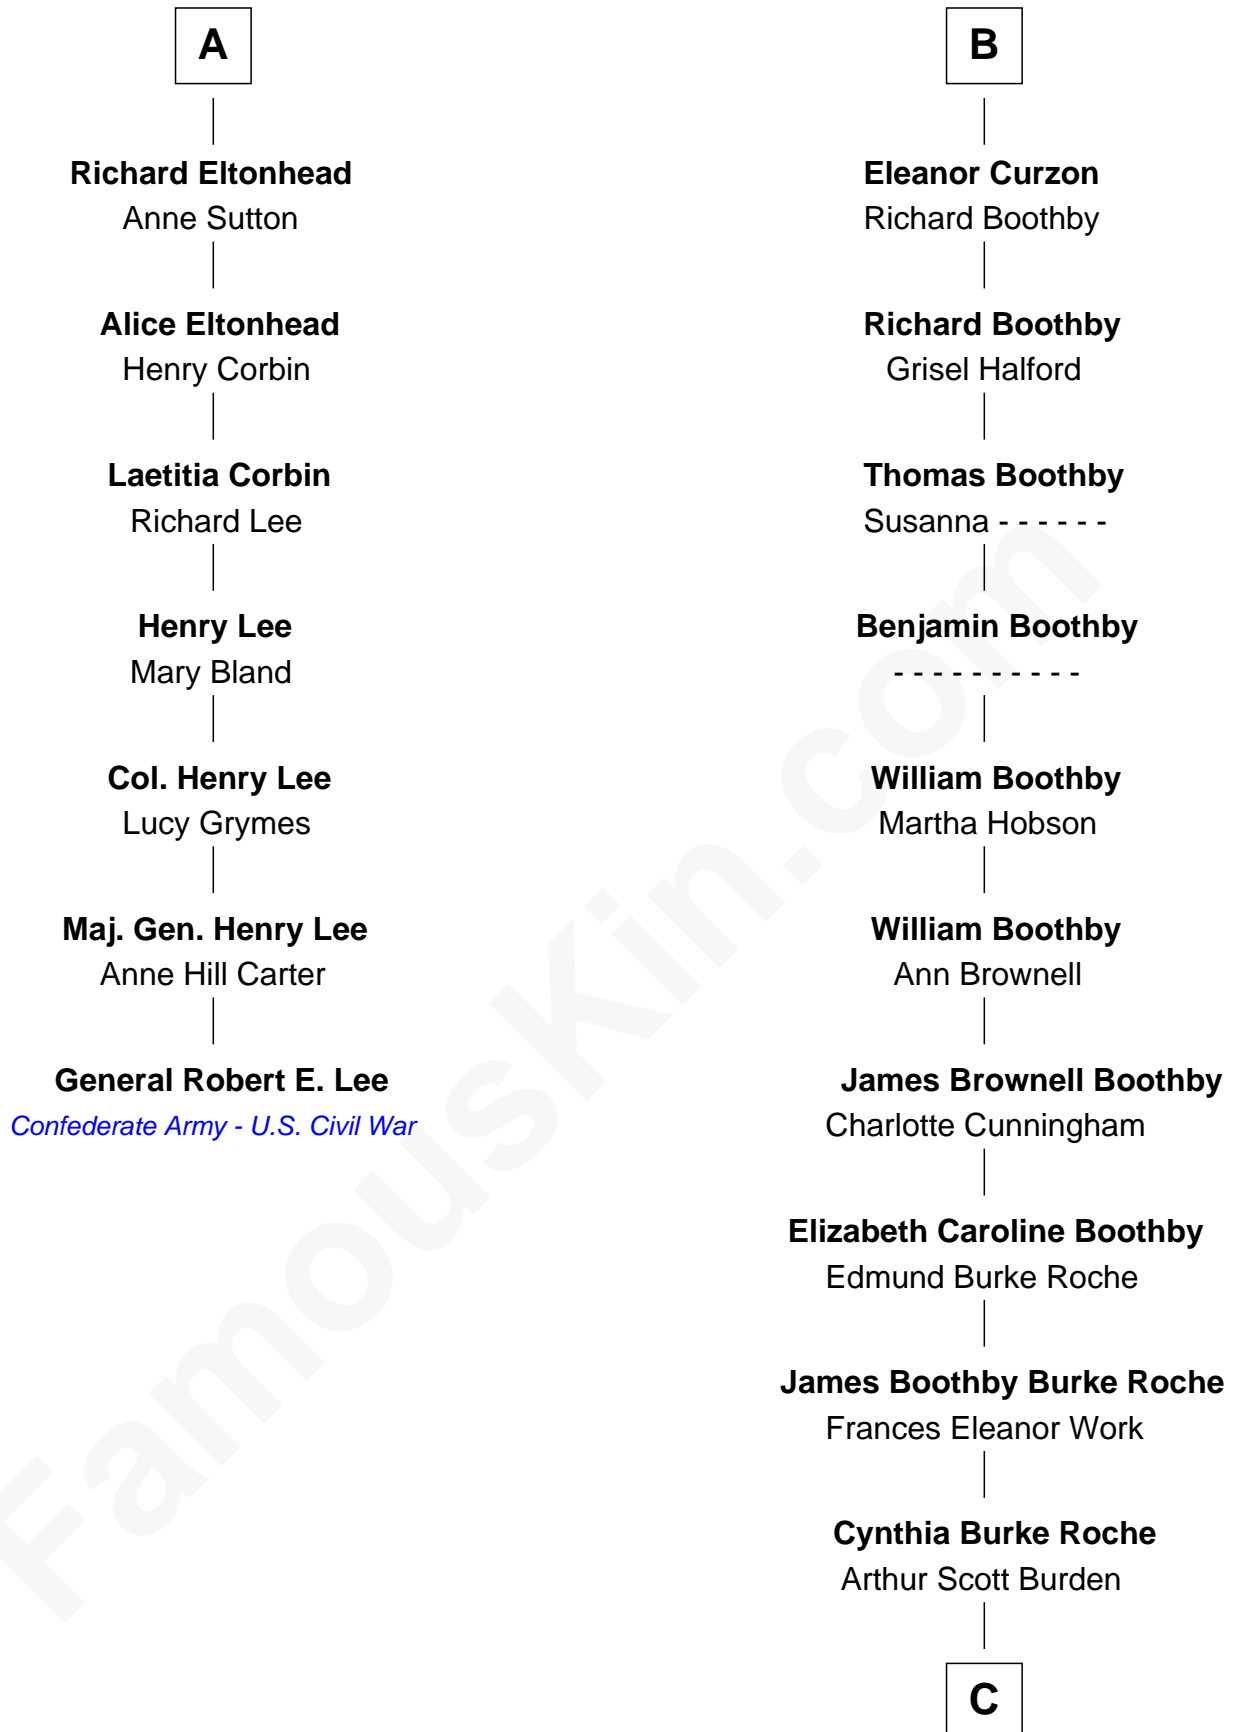 A
Richard Eltonhead
Anne Sutton
Alice Eltonhead
Henry Corbin
Laetitia Corbin
Richard Lee
Henry Lee
Mary Bland
Col. Henry Lee
Lucy Grymes
Maj. Gen. Henry Lee
Anne Hill Carter
General Robert E. Lee
Confederate Army - U.S. Civil War
B
Eleanor Curzon
Richard Boothby
Richard Boothby
Grisel Halford
Thomas Boothby
Susanna - - - - - -
Benjamin Boothby
- - - - - - - - - -
William Boothby
Martha Hobson
William Boothby
Ann Brownell
James Brownell Boothby
Charlotte Cunningham
Elizabeth Caroline Boothby
Edmund Burke Roche
James Boothby Burke Roche
Frances Eleanor Work
Cynthia Burke Roche
Arthur Scott Burden
C
FamousKin.com